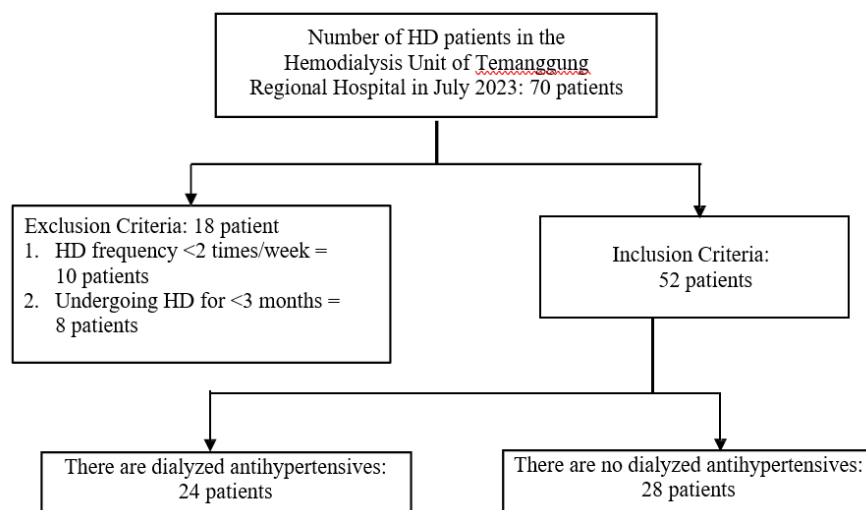 Number of HD patients in the
Hemodialysis Unit of Temanggung
Regional Hospital in July 2023: 70 patients
Exclusion Criteria: 18 patient
1. HD frequency <2 times/week =
10 patients
2. Undergoing HD for <3 months =
8 patients
Inclusion Criteria:
52 patients
There are dialyzed antihypertensives:
24 patients
There are no dialyzed antihypertensives:
28 patients